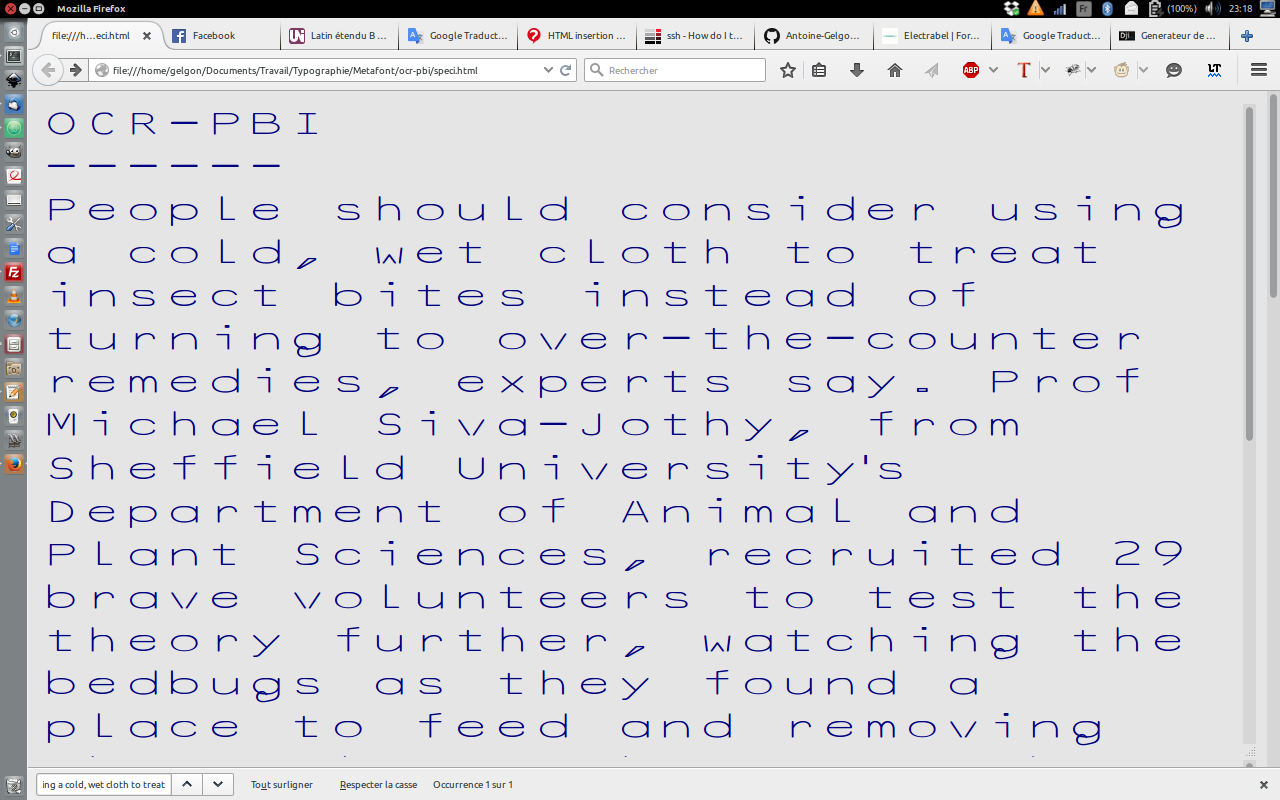 Mozilla Firefox
Fr
(100%)
23:18
file:///h...eci.html
Facebook
Latin étendu B ...
Google Traduct...
HTML insertion ...
ssh - How do I t...
Antoine-Gelgo...
Electrabel | For...
Google Traduct...
Generateur de ...
file:///home/gelgon/Documents/Travail/Typographie/Metafont/ocr-pbi/speci.html
Rechercher
ABP
T
LT
OCR-PBI
------
People should consider using
a cold, wet cloth to treat
insect bites instead of
turning to over-the-counter
remedies, experts say. Prof
Michael Siva-Jothy, from
Sheffield University's
Department of Animal and
Plant Sciences, recruited 29
brave volunteers to test the
theory further, watching the
bedbugs as they found a
place to feed and removing
ing a cold, wet cloth to treat
Tout surligner
Respecter la casse
Occurrence 1 sur 1